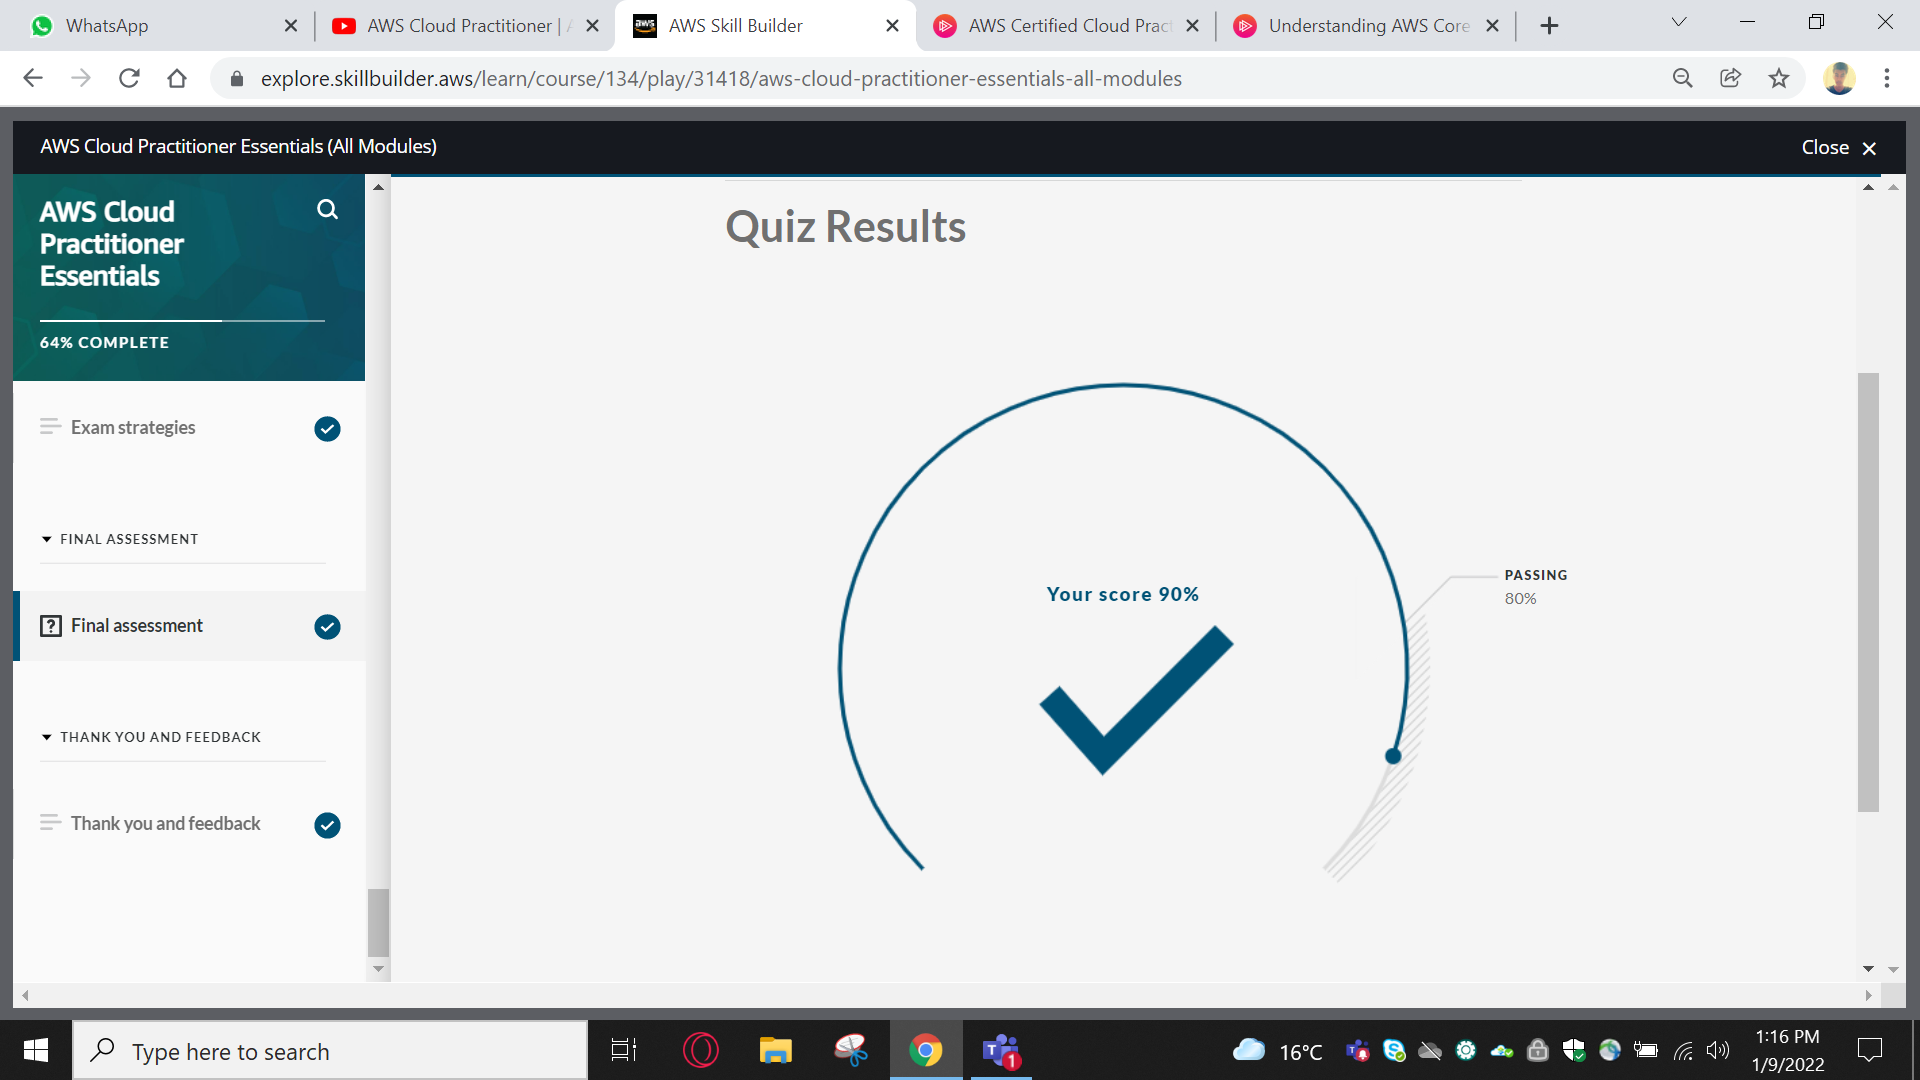 WhatsApp
AWS Cloud Practitioner |
AWS Skill Builder
AWS Certified Cloud Prac
Understanding AWS Core
explore.skillbuilder.aws/learn/course/134/play/31418/aws-cloud-practitioner-essentials-all-modules
AWS Cloud Practitioner Essentials (All Modules)
Close
AWS Cloud
Practitioner
Essentials
64% COMPLETE
Exam strategies
FINAL ASSESSMENT
Final assessment
THANK YOU AND FEEDBACK
Thank you and feedback
Quiz Results
Your score 90%
PASSING
80%
Type here to search
1
16°C
1:16 PM
1/9/2022